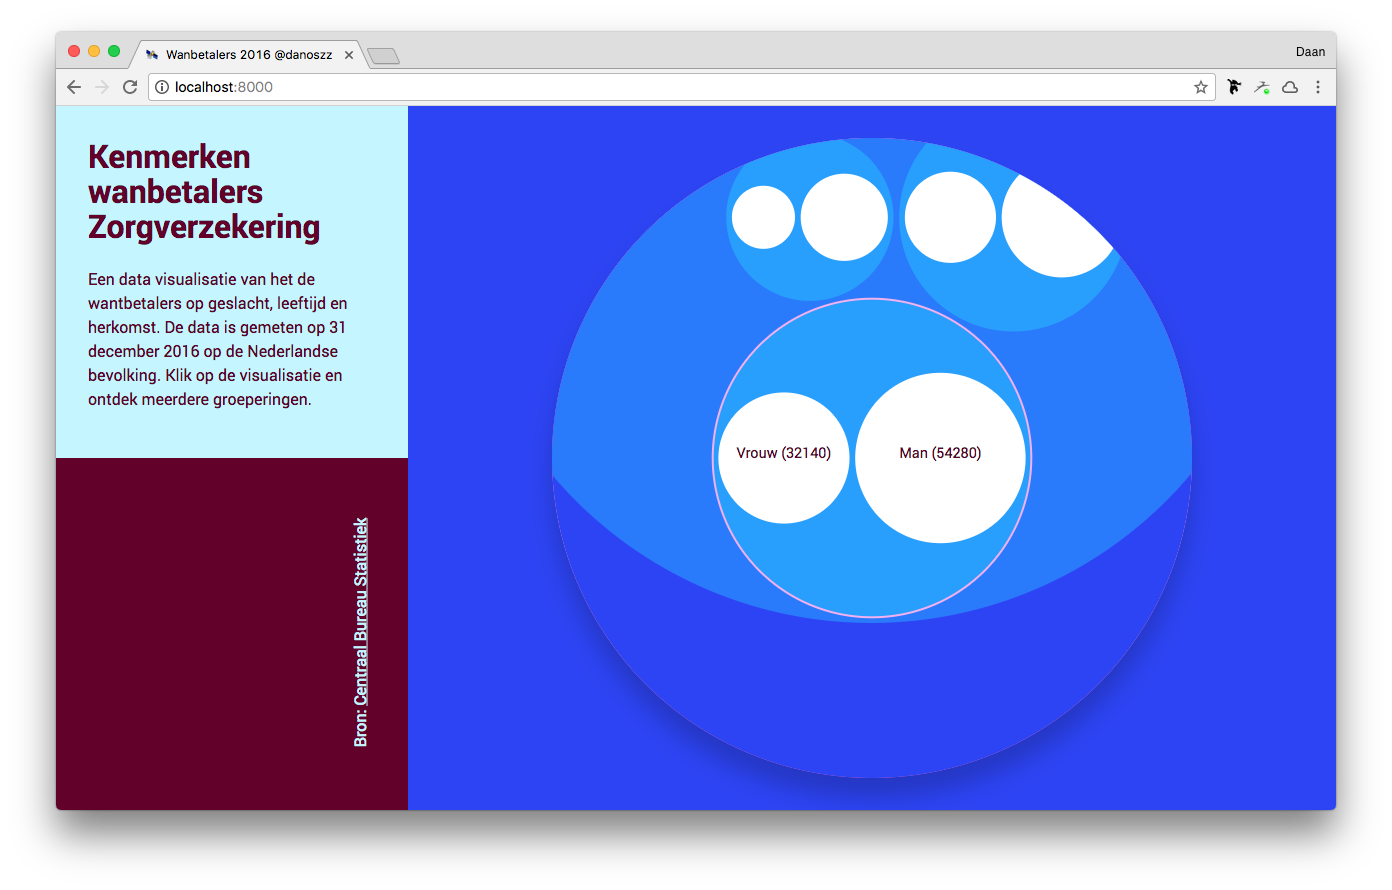 Wanbetalers 2016 @danoszz
Daan
localhost:8000
Kenmerken
wanbetalers
Zorgverzekering
Een data visualisatie van het de
wantbetalers op geslacht, leeftijd en
herkomst. De data is gemeten op 31
december 2016 op de Nederlandse
bevolking. Klik op de visualisatie en
ontdek meerdere groeperingen.
Bron: Centraal Bureau Statistiek
Vrouw (32140)
Man (54280)